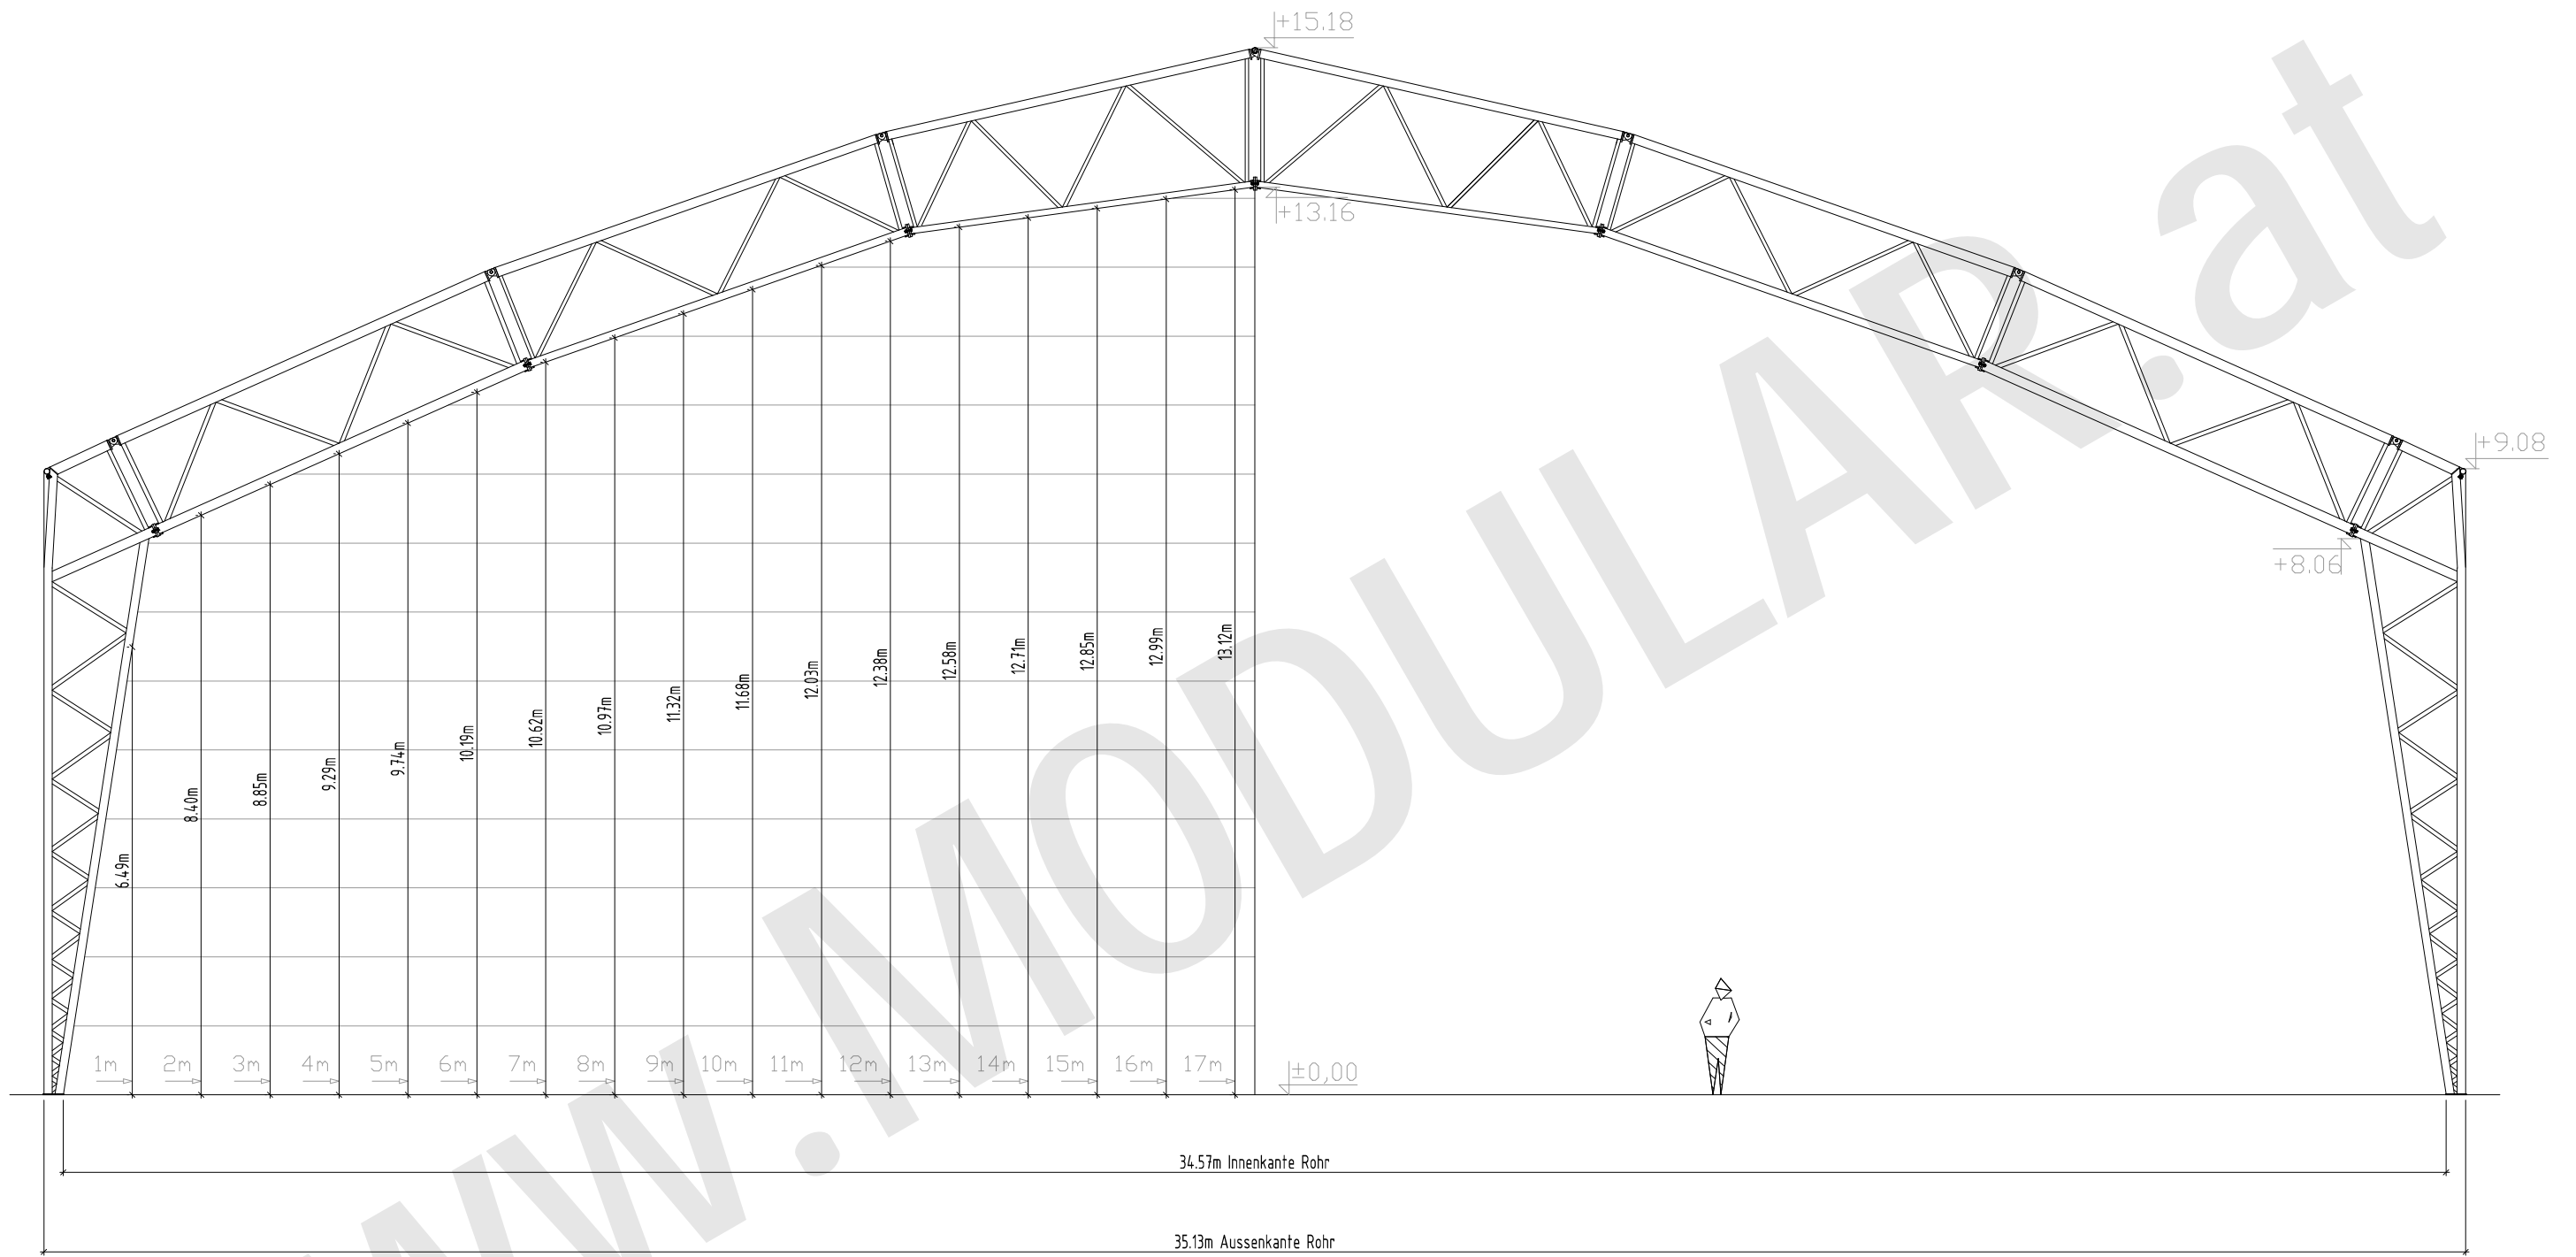 +15.18
+13.16
+9.08
+8.06
6.49m
8.40m
8.85m
9.29m
9.74m
10.19m
10.62m
10.97m
11.32m
11.68m
12.03m
12.38m
12.58m
12.71m
12.85m
12.99m
13.12m
1m 2m 3m 4m 5m 6m 7m 8m 9m 10m 11m 12m 13m 14m 15m 16m 17m
±0,00
34.57m Innenkante Rohr
35.13m Aussenkante Rohr
w.MODULAR.at